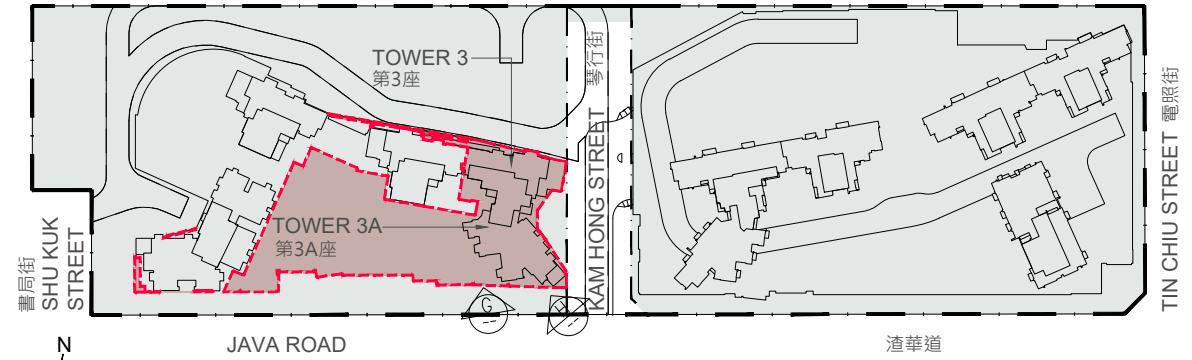 TOWER 3
第3座
琴行街
KAM HONG STREET
TOWER 3A
第3A座
書局街
SHU KUK
STREET
電照街
TIN CHIU STREET
G
H
N
JAVA ROAD
渣華道